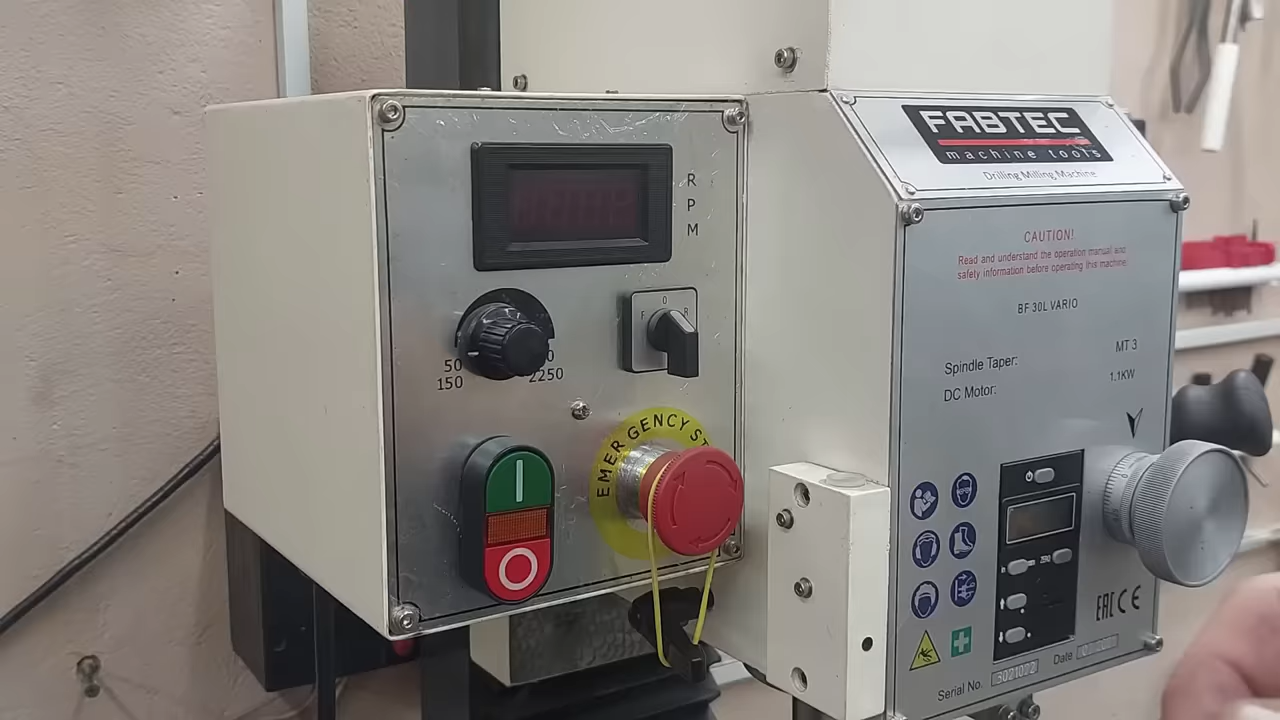 RPM
F O R
50
150
0
2250
EMERGENCY ST
FABTEC
machine tools
Drilling Milling Machine
CAUTION!
Read and understand the operation manual and
safety information before operating this machine
BF 30L VARIO
Spindle Taper: MT 3
DC Motor: 1.1KW
ZERO
EAC CE
Serial No. 3021022
Date